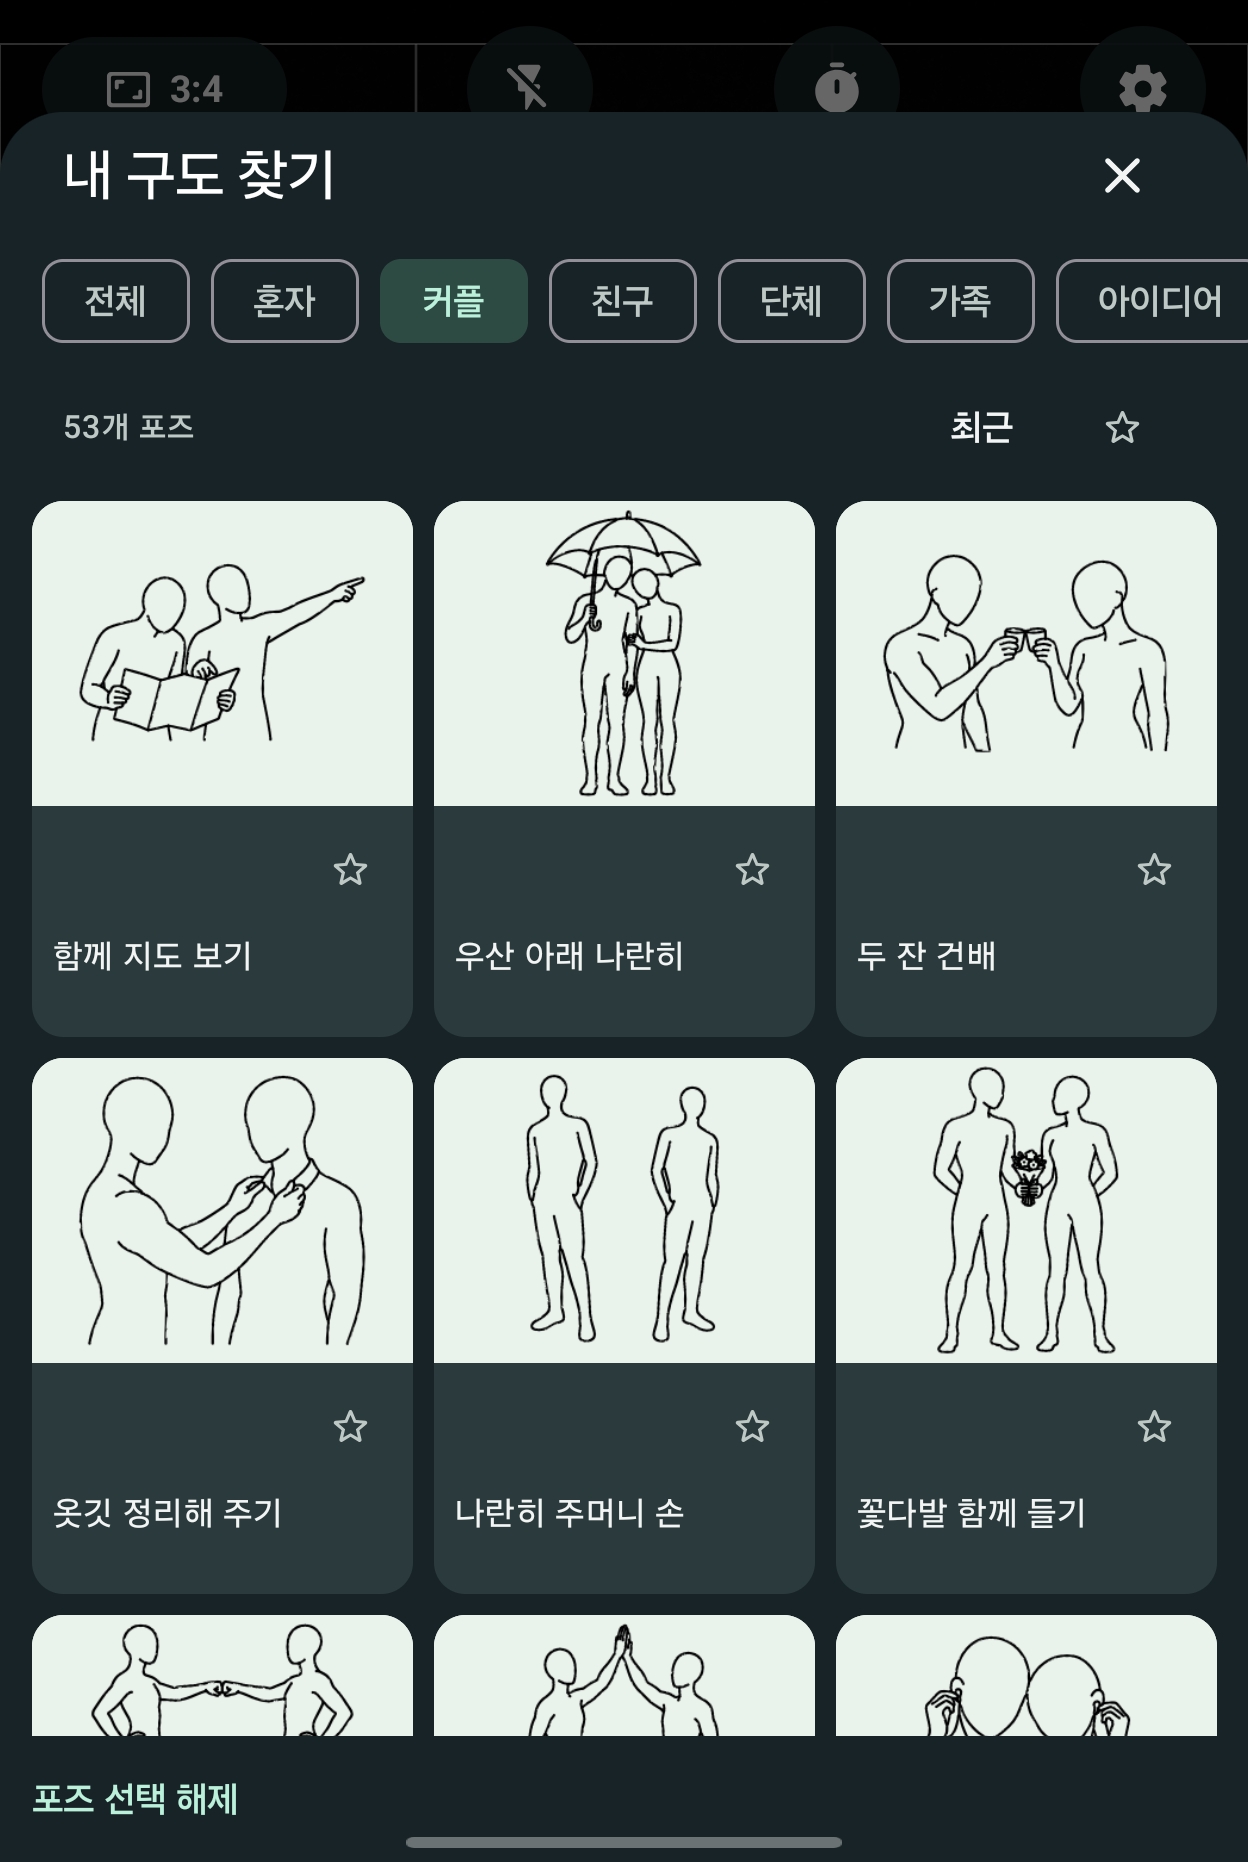 3:4
내 구도 찾기
전체 혼자 커플 친구 단체 가족 아이디어
53개 포즈 최근
함께 지도 보기 우산 아래 나란히 두 잔 건배
옷깃 정리해 주기 나란히 주머니 손 꽃다발 함께 들기
포즈 선택 해제